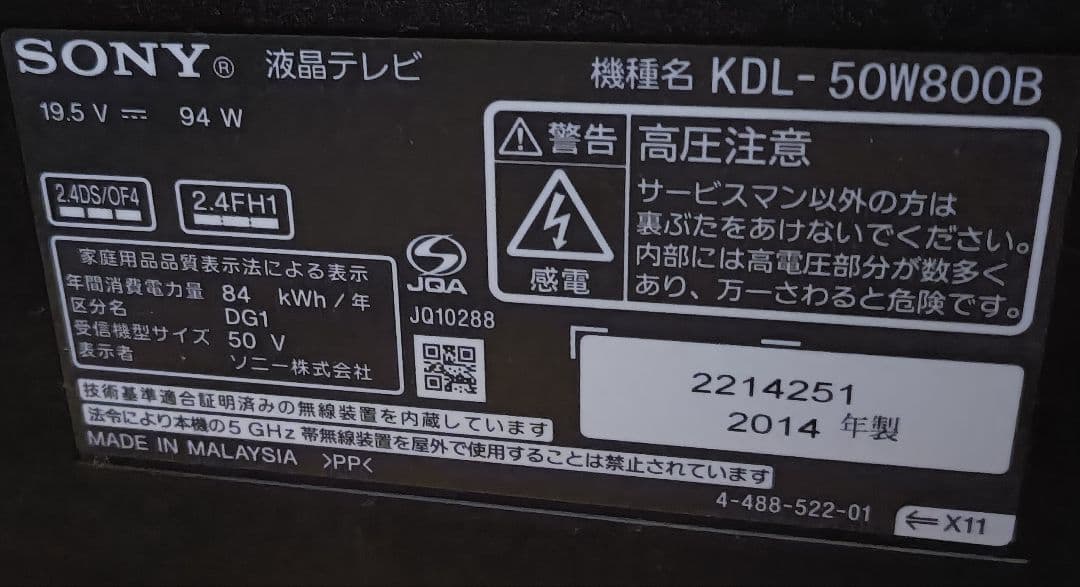 SONY® 液晶テレビ
機種名 KDL-50W800B
19.5 V ⎓ 94 W
2.4DS/OF4
2.4FH1
⚠警告
感電
高圧注意
サービスマン以外の方は
裏ぶたをあけないでください。
内部には高電圧部分が数多く
あり、万一さわると危険です。
家庭用品品質表示法による表示
年間消費電力量 84 kWh/年
区分名 DG1
受信機型サイズ 50 V
表示者 ソニー株式会社
JQA
JQ10288
2214251
2014 年製
技術基準適合証明済みの無線装置を内蔵しています
法令により本機の5 GHz 帯無線装置を屋外で使用することは禁止されています
MADE IN MALAYSIA >PP<
4-488-522-01
⇐X11